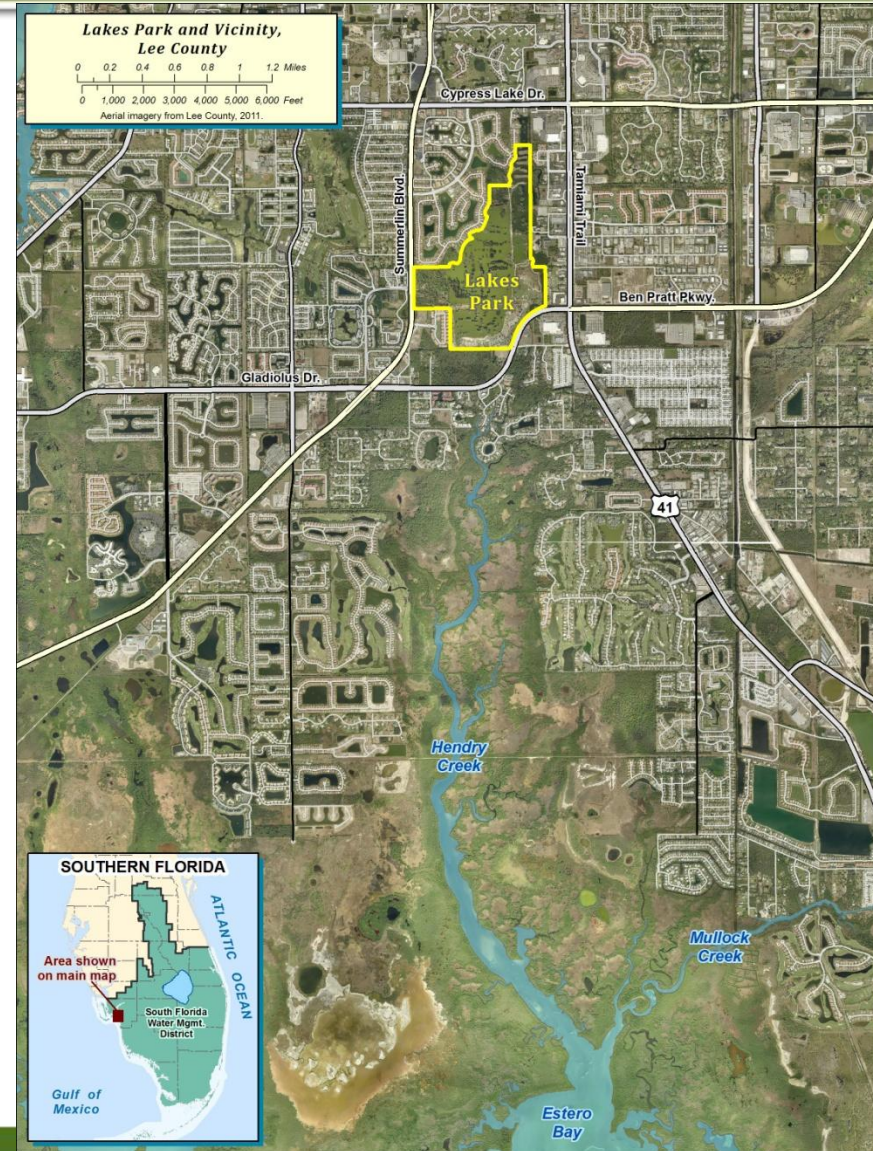 Lakes Park and Vicinity,
Lee County
0 0.2 0.4 0.6 0.8 1 1.2 Miles
0 1,000 2,000 3,000 4,000 5,000 6,000 Feet
Aerial imagery from Lee County, 2011.
Cypress Lake Dr.
Summerlin Blvd.
Tamiami Trail
Lakes
Park
Ben Pratt Pkwy.
Gladiolus Dr.
41
Hendry
Creek
Mullock
Creek
Estero
Bay
SOUTHERN FLORIDA
ATLANTIC OCEAN
Area shown
on main map
South Florida
Water Mgmt.
District
Gulf of
Mexico